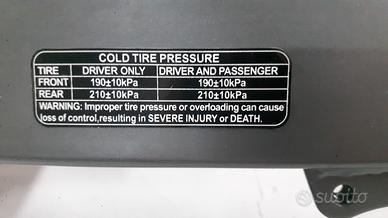 COLD TIRE PRESSURE
TIRE DRIVER ONLY DRIVER AND PASSENGER
FRONT 190±10kPa 190±10kPa
REAR 210±10kPa 210±10kPa
WARNING: Improper tire pressure or overloading can cause
loss of control,resulting in SEVERE INJURY or DEATH.
subito